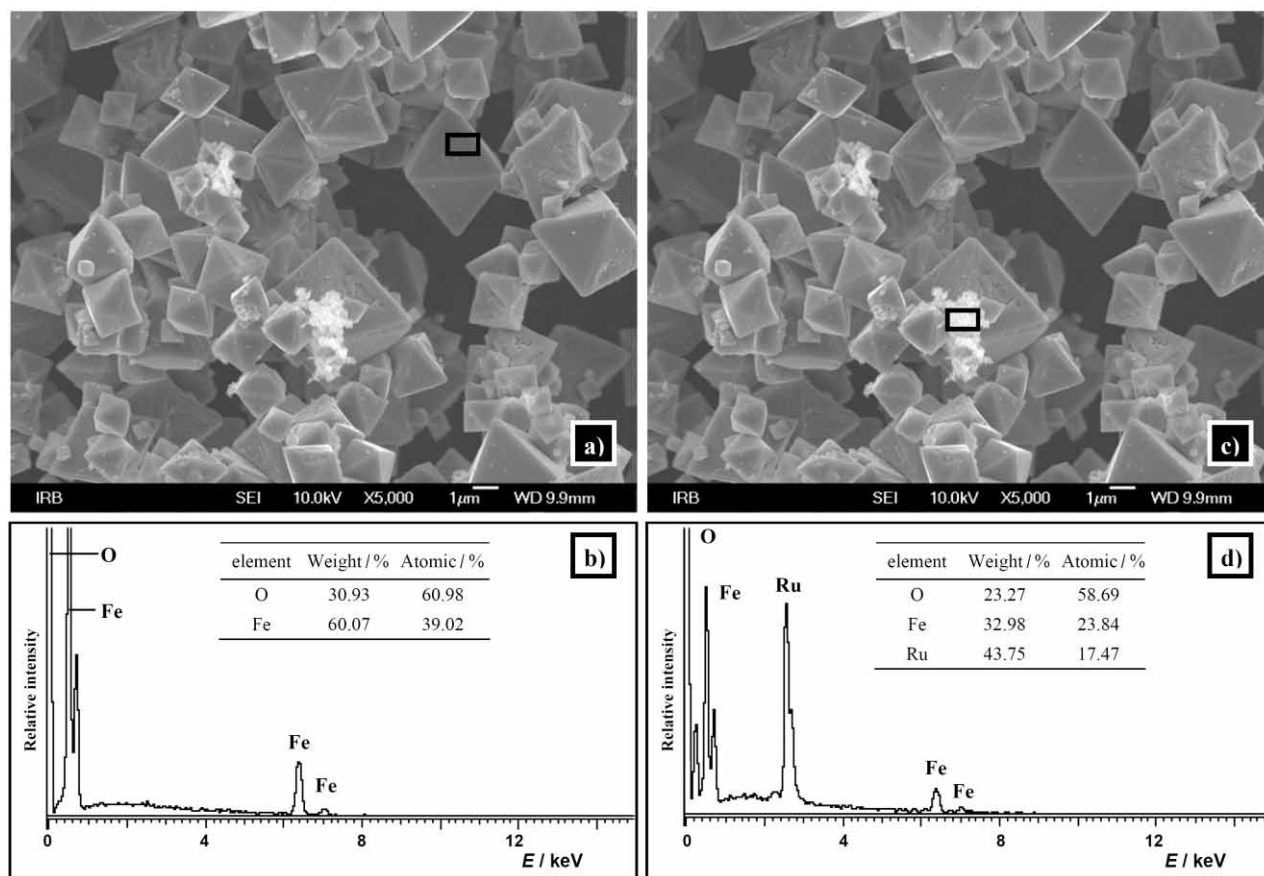 a)
IRB SEI 10.0kV X5,000 1μm WD 9.9mm
c)
IRB SEI 10.0kV X5,000 1μm WD 9.9mm
b)
O
Fe
element Weight / % Atomic / %
O 30.93 60.98
Fe 60.07 39.02
Relative intensity
Fe
Fe
0 4 8 12
E / keV
d)
O
Fe
Ru
element Weight / % Atomic / %
O 23.27 58.69
Fe 32.98 23.84
Ru 43.75 17.47
Relative intensity
Fe
Fe
0 4 8 12
E / keV